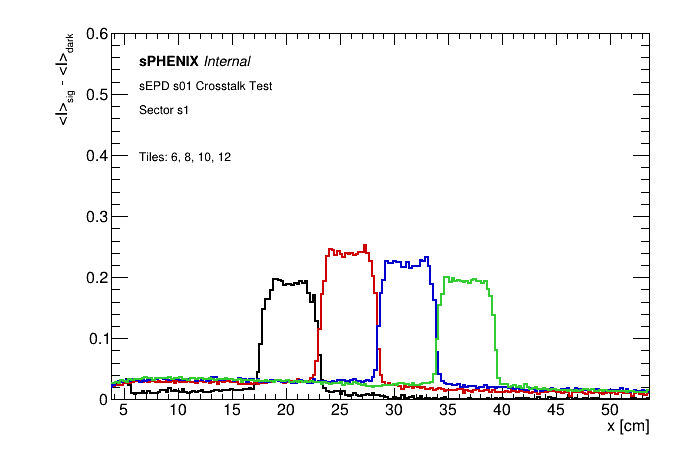 0.6
<I>sig - <I>dark
sPHENIX Internal
sEPD s01 Crosstalk Test
0.5
Sector s1
0.4
Tiles: 6, 8, 10, 12
0.3
0.2
0.1
0
5 10 15 20 25 30 35 40 45 50
x [cm]